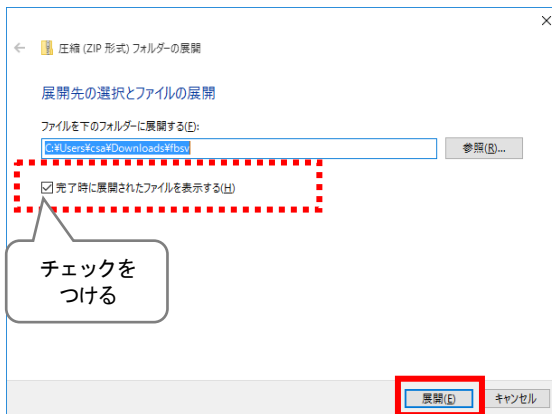 圧縮 (ZIP 形式) フォルダーの展開
展開先の選択とファイルの展開
ファイルを下のフォルダーに展開する(F):
C:¥Users¥csa¥Downloads¥fbsv
参照(R)...
完了時に展開されたファイルを表示する(H)
チェックを
つける
展開(E)
キャンセル